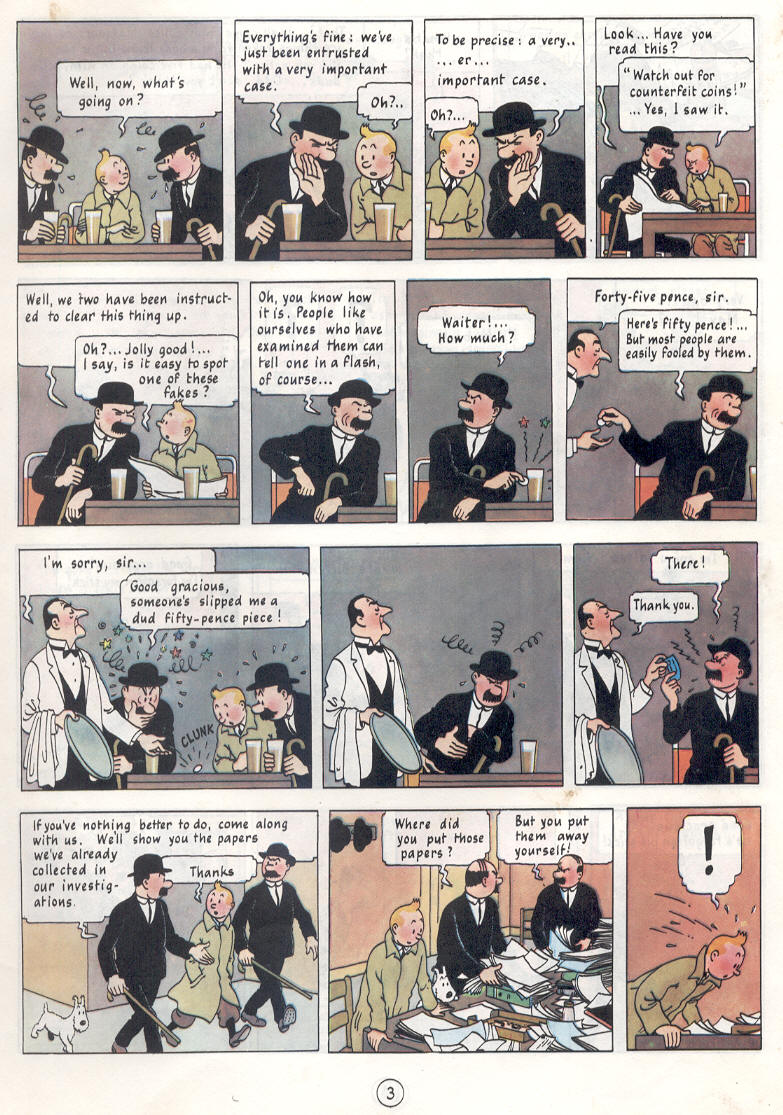 Well, now, what's
going on?
Everything's fine: we've
just been entrusted
with a very important
case.
Oh?..
To be precise: a very..
... er...
important case.
Oh?...
Look... Have you
read this?
"Watch out for
counterfeit coins!"
... Yes, I saw it.
Well, we two have been instruct-
ed to clear this thing up.
Oh?... Jolly good!...
I say, is it easy to spot
one of these
fakes?
Oh, you know how
it is. People like
ourselves who have
examined them can
tell one in a flash,
of course...
Waiter!...
How much?
Forty-five pence, sir.
Here's fifty pence!...
But most people are
easily fooled by them.
I'm sorry, sir...
Good gracious,
someone's slipped me a
dud fifty-pence piece!
CLUNK
There!
Thank you.
If you've nothing better to do, come along
with us. We'll show you the papers
we've already
collected in
our investig-
ations.
Thanks
Where did
you put those
papers?
But you put
them away
yourself!
!
3